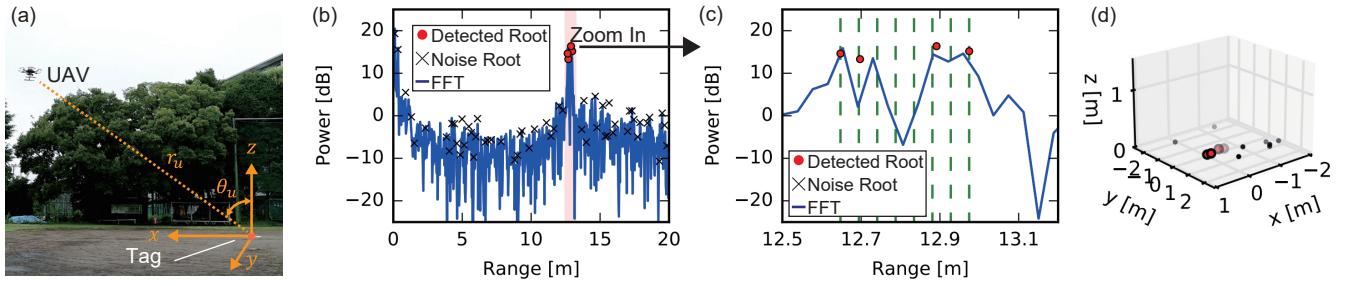 (a)
UAV
r_u
θ_u
z
x
y
Tag
(b)
Power [dB]
20
10
0
−10
−20
Detected Root
Noise Root
FFT
Zoom In
0 5 10 15 20
Range [m]
(c)
Power [dB]
20
10
0
−10
−20
Detected Root
Noise Root
FFT
12.5 12.7 12.9 13.1
Range [m]
(d)
z [m]
1
0
−2
−1
0
1
2
y [m]
1
0
−1
−2
x [m]